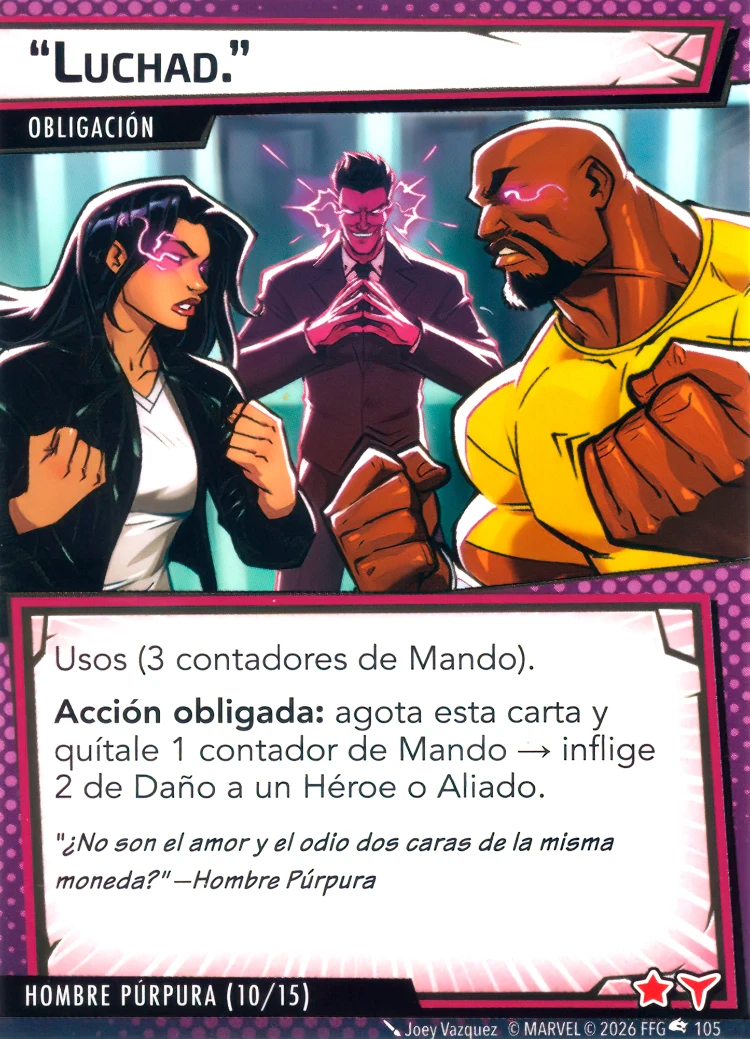 “LUCHAD.”
OBLIGACIÓN
Usos (3 contadores de Mando).
Acción obligada: agota esta carta y
quítale 1 contador de Mando → inflige
2 de Daño a un Héroe o Aliado.
"¿No son el amor y el odio dos caras de la misma
moneda?" —Hombre Púrpura
HOMBRE PÚRPURA (10/15)
Joey Vazquez © MARVEL © 2026 FFG 105